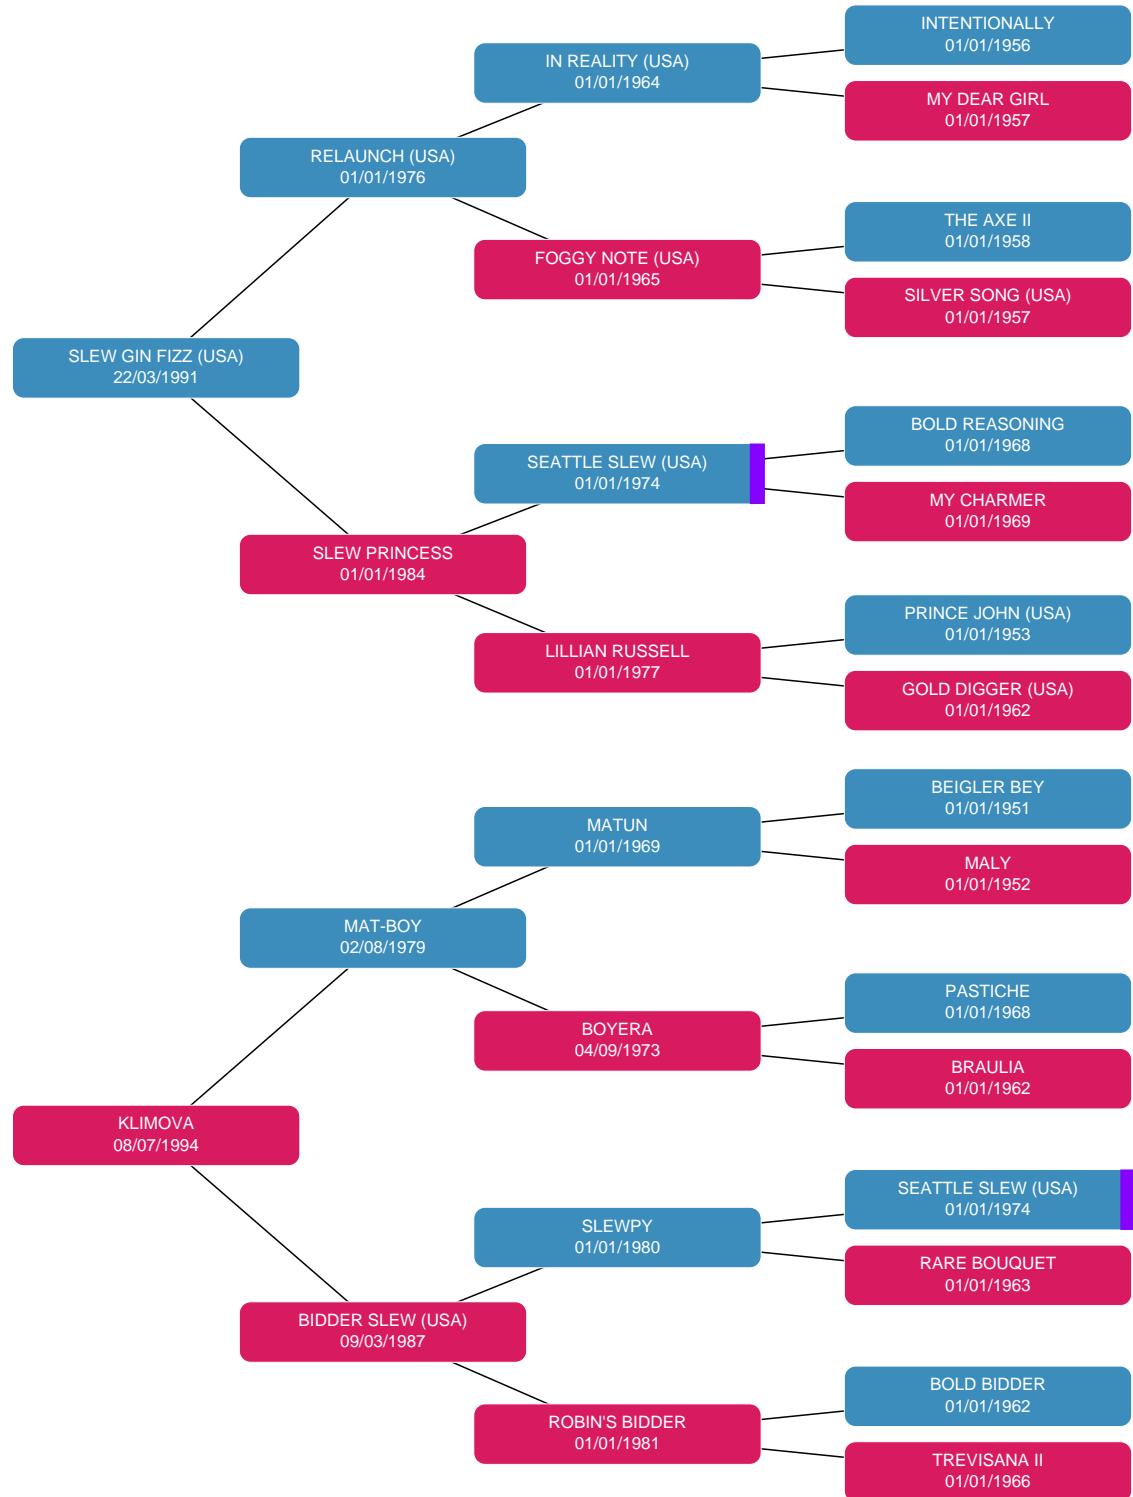 INTENTIONALLY
01/01/1956
IN REALITY (USA)
01/01/1964
MY DEAR GIRL
01/01/1957
RELAUNCH (USA)
01/01/1976
THE AXE II
01/01/1958
FOGGY NOTE (USA)
01/01/1965
SILVER SONG (USA)
01/01/1957
SLEW GIN FIZZ (USA)
22/03/1991
BOLD REASONING
01/01/1968
SEATTLE SLEW (USA)
01/01/1974
MY CHARMER
01/01/1969
SLEW PRINCESS
01/01/1984
PRINCE JOHN (USA)
01/01/1953
LILLIAN RUSSELL
01/01/1977
GOLD DIGGER (USA)
01/01/1962
BEIGLER BEY
01/01/1951
MATUN
01/01/1969
MALY
01/01/1952
MAT-BOY
02/08/1979
PASTICHE
01/01/1968
BOYERA
04/09/1973
BRAULIA
01/01/1962
KLIMOVA
08/07/1994
SEATTLE SLEW (USA)
01/01/1974
SLEWPY
01/01/1980
RARE BOUQUET
01/01/1963
BIDDER SLEW (USA)
09/03/1987
BOLD BIDDER
01/01/1962
ROBIN'S BIDDER
01/01/1981
TREVISANA II
01/01/1966